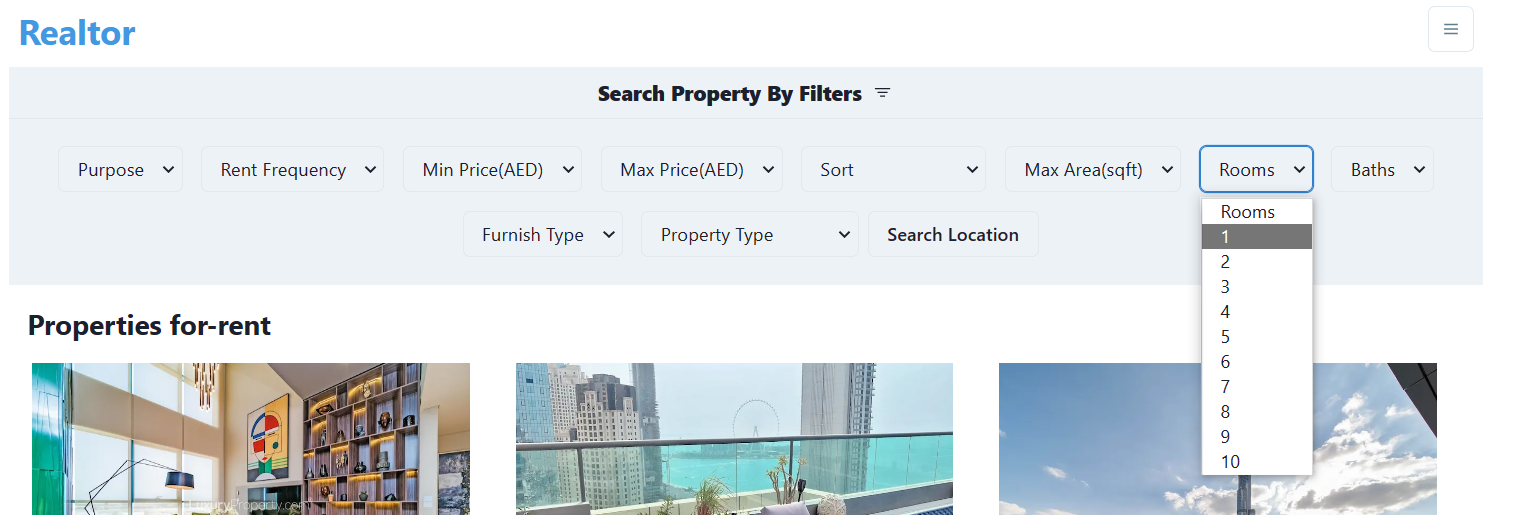 Realtor
Search Property By Filters
Purpose Rent Frequency Min Price(AED) Max Price(AED) Sort Max Area(sqft) Rooms Baths
Furnish Type Property Type Search Location
Rooms
1
2
3
4
5
6
7
8
9
10
Properties for-rent
LuxuryProperty.com